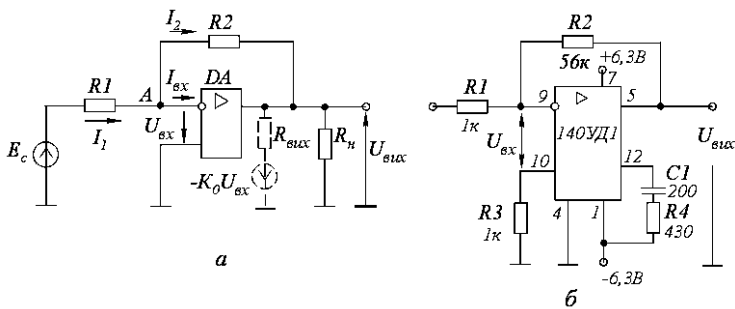 I₂
R2
R1
A
Iвх
DA
I₁
Uвх
Eс
Rвих
Rн
Uвих
-K₀Uвх
а
R2
56к
+6,3В
7
R1
1к
9
5
Uвх
140УД1
Uвих
10
12
C1
200
R3
1к
4
1
R4
430
-6,3В
б